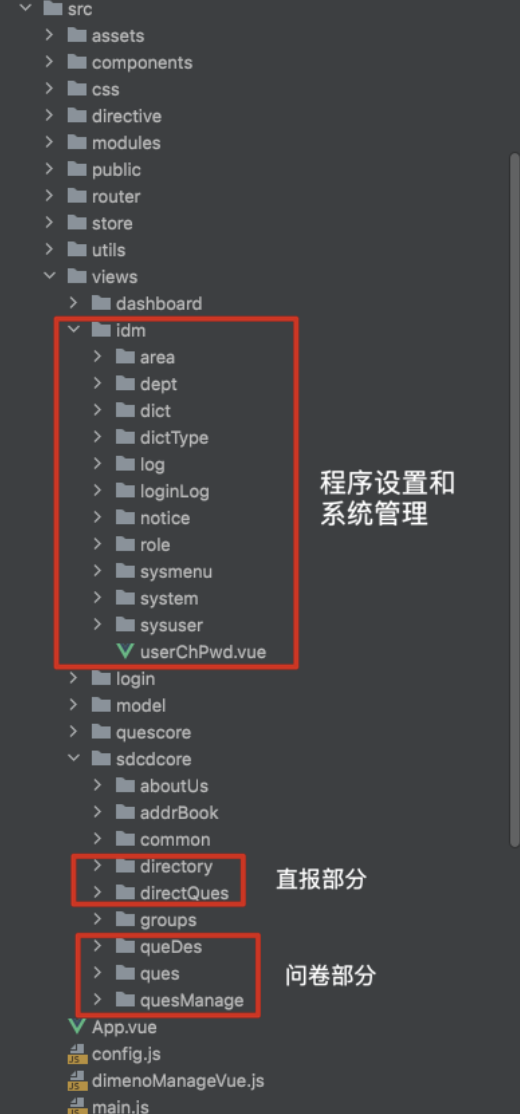 src
assets
components
css
directive
modules
public
router
store
utils
views
dashboard
idm
area
dept
dict
dictType
log
loginLog
notice
role
sysmenu
system
sysuser
userChPwd.vue
程序设置和
系统管理
login
model
quescore
sdcdcore
aboutUs
addrBook
common
directory
directQues
直报部分
groups
queDes
ques
quesManage
问卷部分
App.vue
JS config.js
JS dimenoManageVue.js
JS main.js